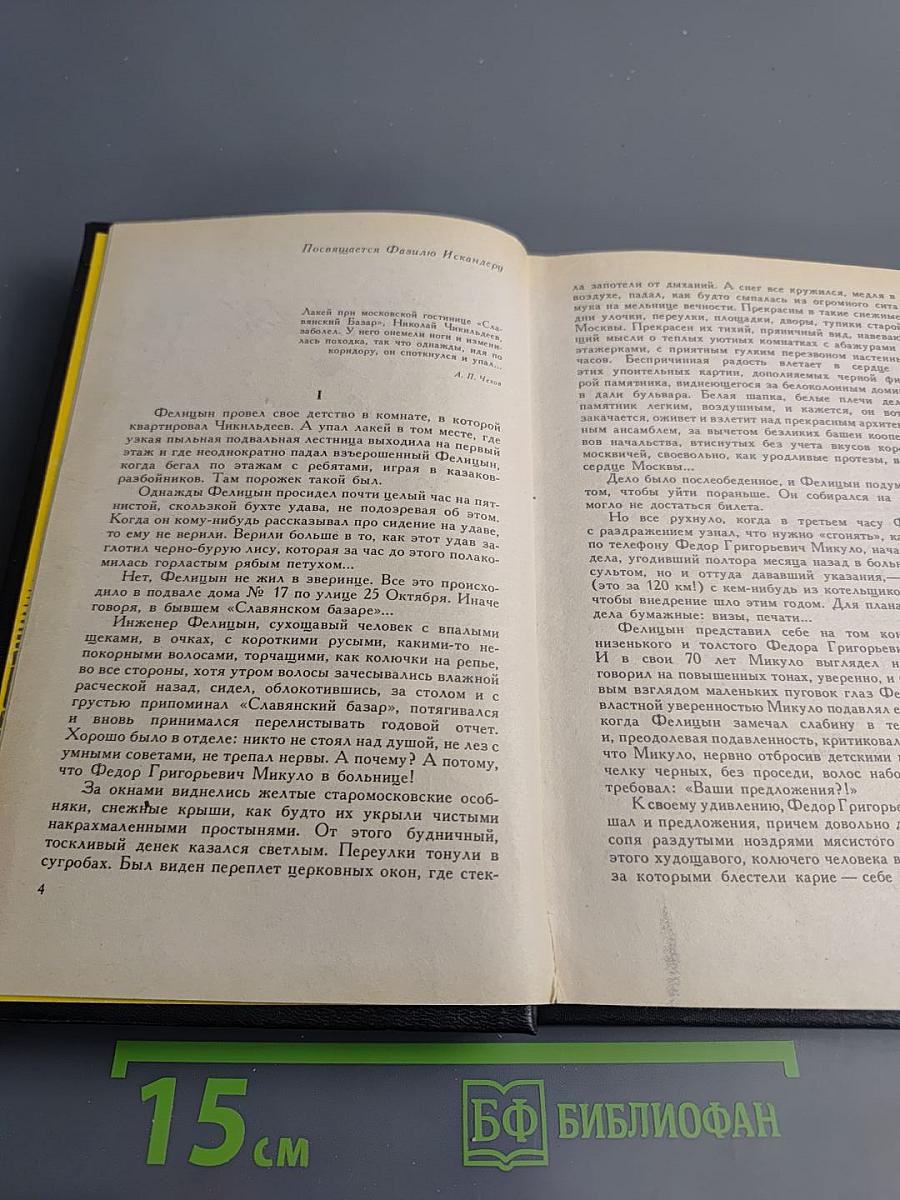 Посвящается Фазилю Искандеру
Лакей при московской гостинице «Сла-
вянский Базар», Николай Чикильдеев,
заболел. У него онемели ноги и измени-
лась походка, так что однажды, идя по
коридору, он споткнулся и упал...
А. П. Чехов
I
Фелицын провел свое детство в комнате, в которой
квартировал Чикильдеев. А упал лакей в том месте, где
узкая пыльная подвальная лестница выходила на первый
этаж и где неоднократно падал взъерошенный Фелицын,
когда бегал по этажам с ребятами, играя в казаков-
разбойников. Там порожек такой был.
Однажды Фелицын просидел почти целый час на пят-
нистой, скользкой бухте удава, не подозревая об этом.
Когда он кому-нибудь рассказывал про сидение на удаве,
то ему не верили. Верили больше в то, как этот удав за-
глотил черно-бурую лису, которая за час до этого полако-
милась горластым рябым петухом...
Нет, Фелицын не жил в зверинце. Все это происхо-
дило в подвале дома № 17 по улице 25 Октября. Иначе
говоря, в бывшем «Славянском базаре»...
Инженер Фелицын, сухощавый человек с впалыми
щеками, в очках, с короткими русыми, какими-то не-
покорными волосами, торчащими, как колючки на репье,
во все стороны, хотя утром волосы зачесывались влажной
расческой назад, сидел, облокотившись, за столом и с
грустью припоминал «Славянский базар», потягивался
и вновь принимался перелистывать годовой отчет.
Хорошо было в отделе: никто не стоял над душой, не лез с
умными советами, не трепал нервы. А почему? А потому,
что Федор Григорьевич Микуло в больнице!
За окнами виднелись желтые старомосковские особ-
няки, снежные крыши, как будто их укрыли чистыми
накрахмаленными простынями. От этого будничный,
тоскливый денек казался светлым. Переулки тонули в
сугробах. Был виден переплет церковных окон, где стек-
4
ла запотели от дыханий. А снег все кружился, медля в
воздухе, падал, как будто сыпалась из огромного сита
мука на мельнице вечности. Прекрасны в такие снежные
дни улочки, переулки, площадки, дворы, тупики старой
Москвы. Прекрасен их тихий, пряничный вид, навеваю
щий мысли о теплых уютных комнатках с абажурами
этажерками, с приятным гулким перезвоном настенны
часов. Беспричинная радость влетает в сердце
этих упоительных картин, дополняемых черной фи
рой памятника, виднеющегося за белоколонным доми
в дали бульвара. Белая шапка, белые плечи дел
памятник легким, воздушным, и кажется, он вот
закачается, оживет и взлетит над прекрасным архитек
ным ансамблем, за вычетом безликих башен коопе
вов начальства, втиснутых без учета вкусов коре
москвичей, своевольно, как уродливые протезы, в
сердце Москвы...
Дело было послеобеденное, и Фелицын подум
том, чтобы уйти пораньше. Он собирался на
могло не достаться билета.
Но все рухнуло, когда в третьем часу Ф
с раздражением узнал, что нужно «сгонять», ка
по телефону Федор Григорьевич Микуло, нача
дела, угодивший полтора месяца назад в больн
сультом, но и оттуда дававший указания,—
(это за 120 км!) с кем-нибудь из котельщико
чтобы внедрение шло этим годом. Для плана
дела бумажные: визы, печати...
Фелицын представил себе на том кон
низенького и толстого Федора Григорьеви
И в свои 70 лет Микуло выглядел н
говорил на повышенных тонах, уверенно, и
вым взглядом маленьких пуговок глаз Фе
властной уверенностью Микуло подавлял е
когда Фелицын замечал слабину в те
и, преодолевая подавленность, критиковал
что Микуло, нервно отбросив детскими
челку черных, без проседи, волос набо
требовал: «Ваши предложения?!»
К своему удивлению, Федор Григорье
шал и предложения, причем довольно д
сопя раздутыми ноздрями мясистого
этого худощавого, колючего человека в
за которыми блестели карие — себе
15 см
БФ БИБЛИОФАН